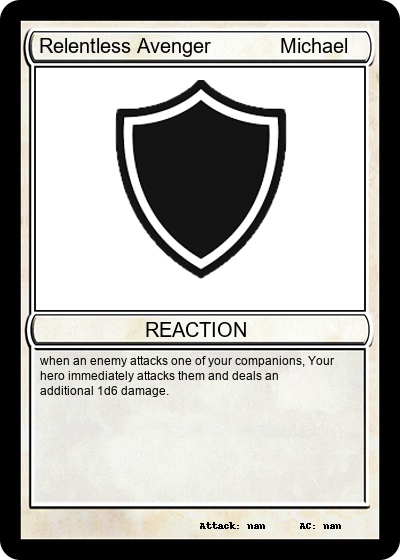 Relentless Avenger Michael
REACTION
when an enemy attacks one of your companions, Your
hero immediately attacks them and deals an
additional 1d6 damage.
Attack: nan AC: nan